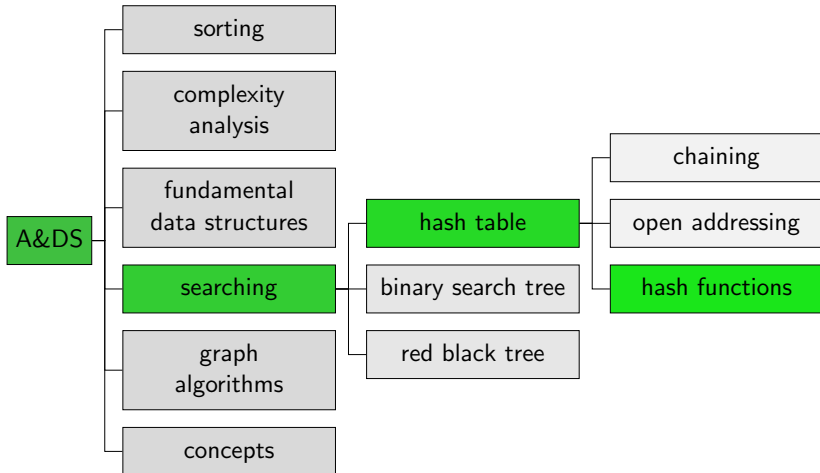 A&DS
sorting
complexity
analysis
fundamental
data structures
searching
graph
algorithms
concepts
hash table
binary search tree
red black tree
chaining
open addressing
hash functions